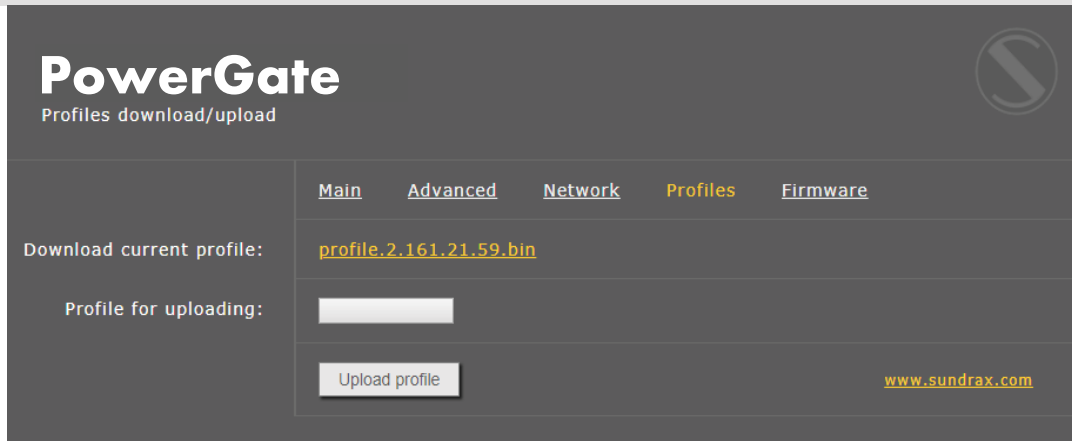 PowerGate
Profiles download/upload
Main Advanced Network Profiles Firmware
Download current profile: profile.2.161.21.59.bin
Profile for uploading:
Upload profile www.sundrax.com